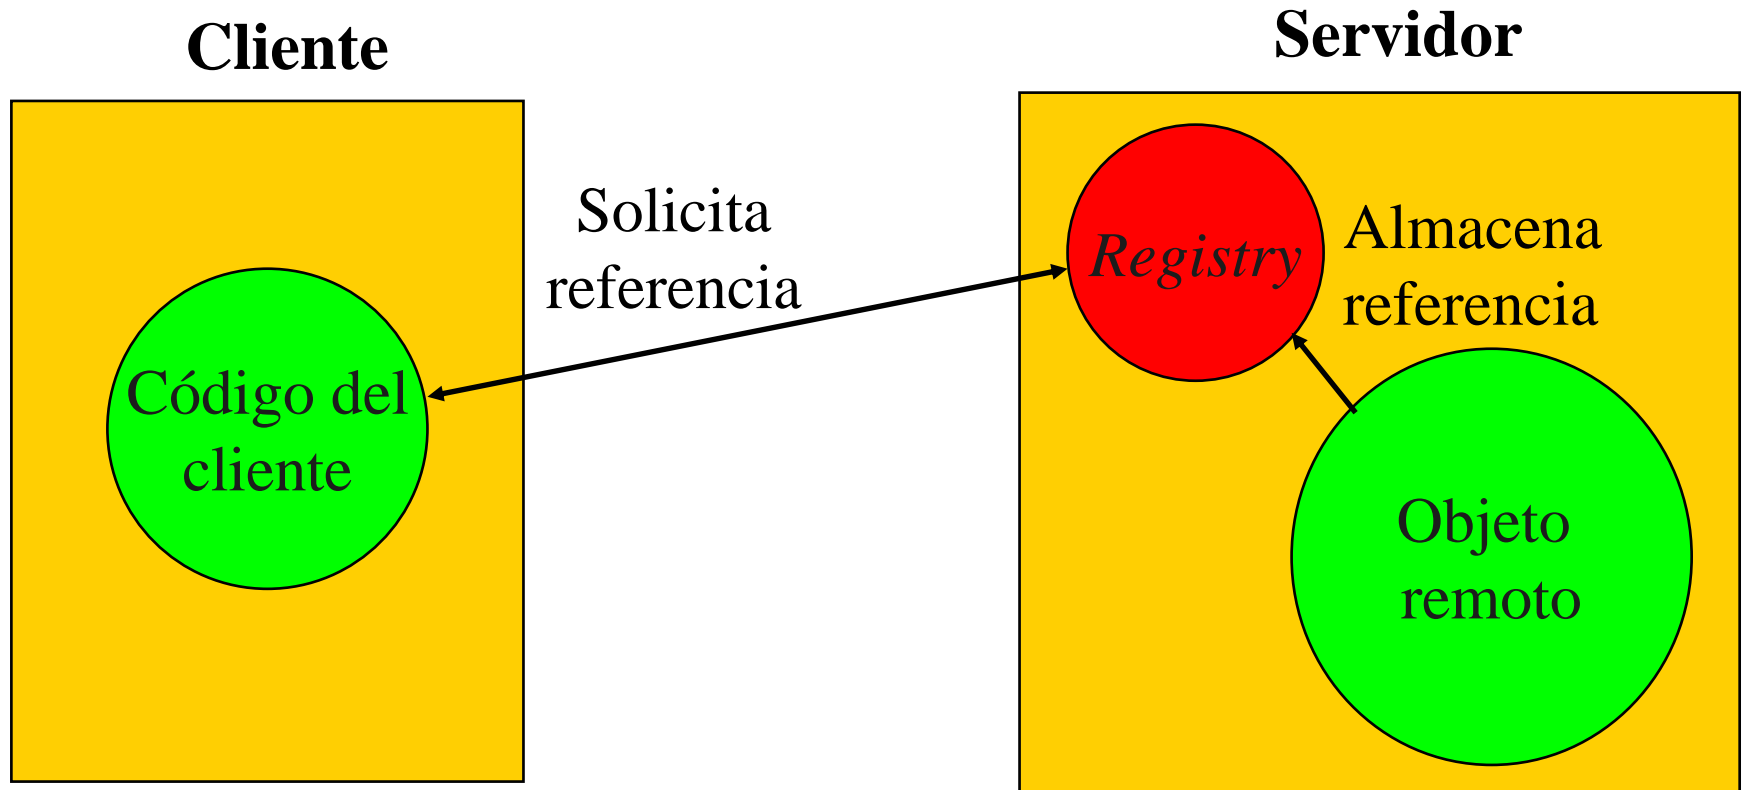 Cliente
Servidor
Solicita
referencia
Registry
Almacena
referencia
Código del
cliente
Objeto
remoto